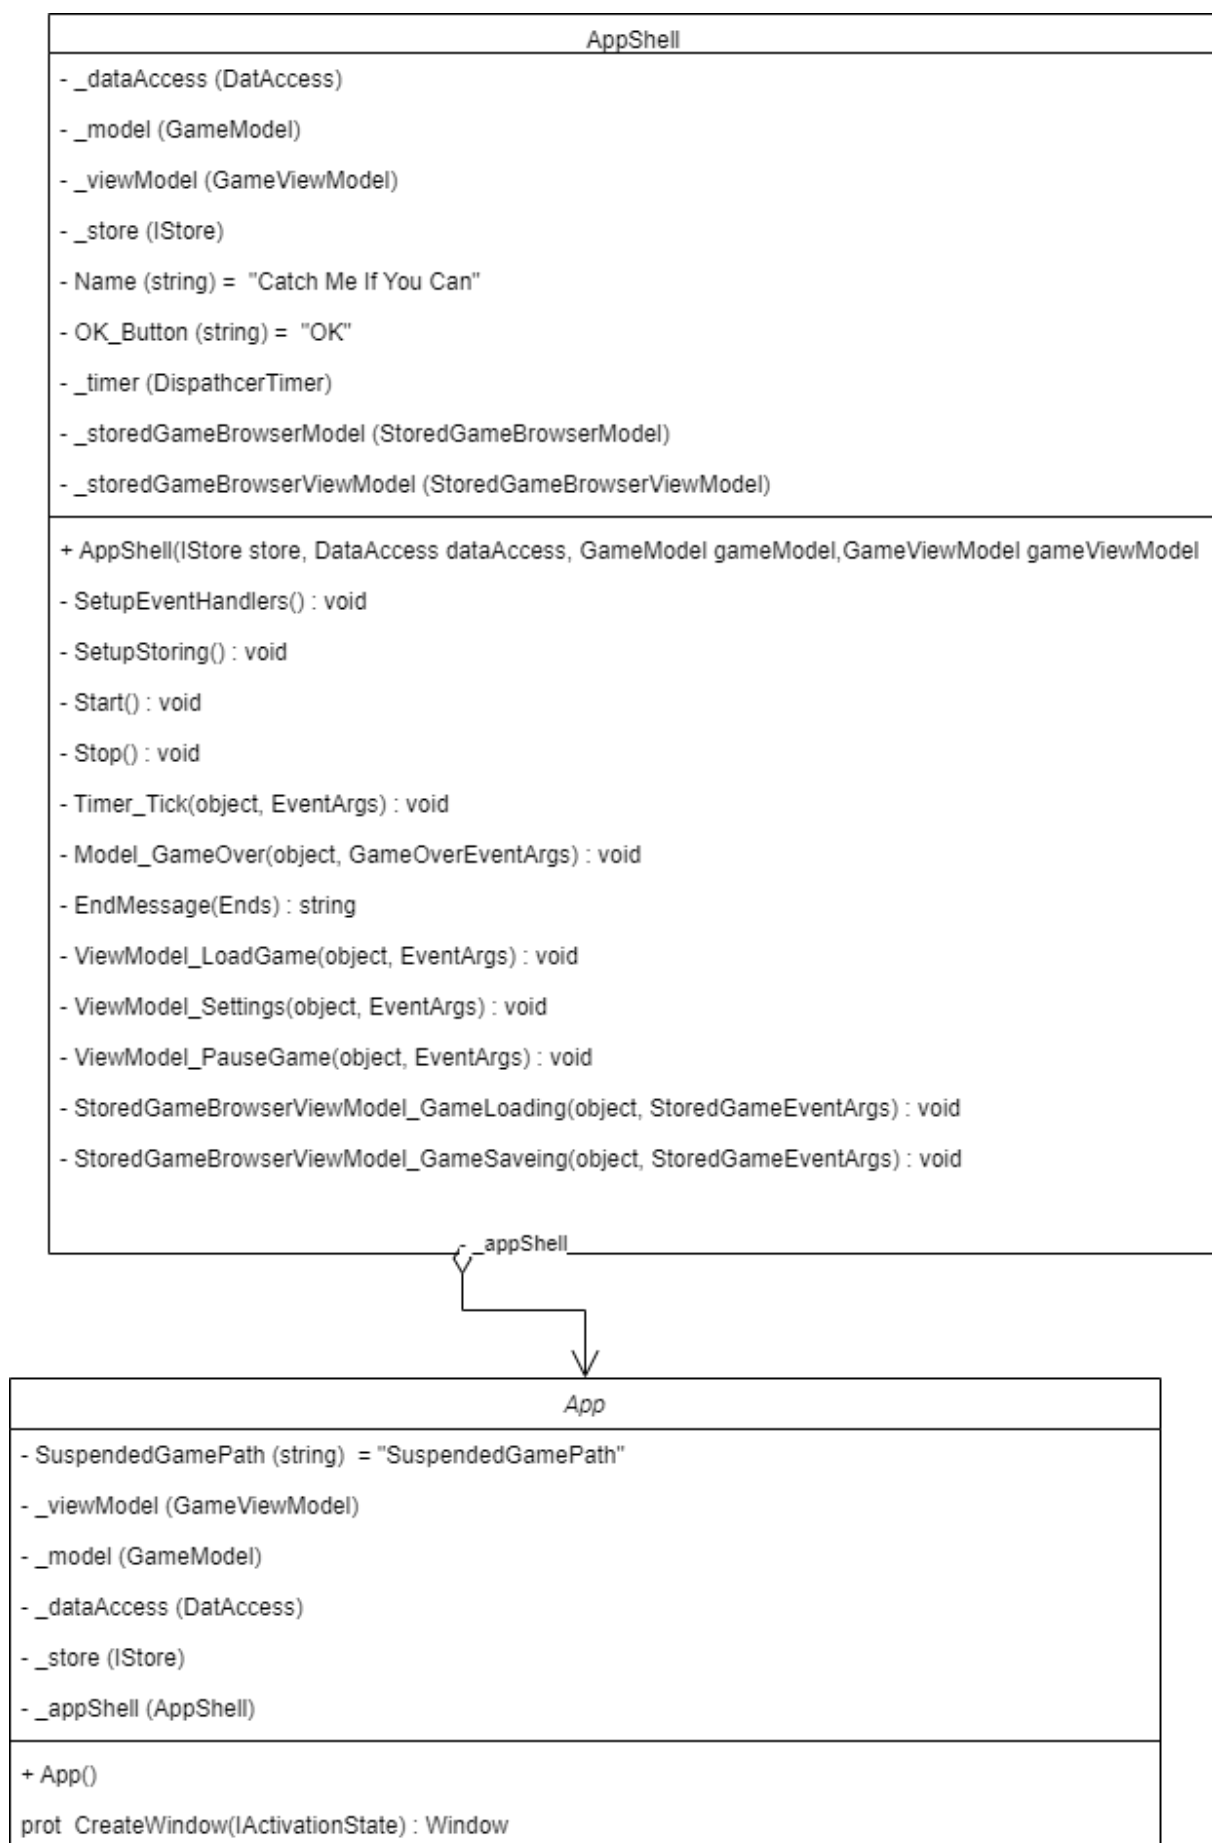 AppShell
- _dataAccess (DatAccess)
- _model (GameModel)
- _viewModel (GameViewModel)
- _store (IStore)
- Name (string) = "Catch Me If You Can"
- OK_Button (string) = "OK"
- _timer (DispathcerTimer)
- _storedGameBrowserModel (StoredGameBrowserModel)
- _storedGameBrowserViewModel (StoredGameBrowserViewModel)
+ AppShell(IStore store, DataAccess dataAccess, GameModel gameModel,GameViewModel gameViewModel
- SetupEventHandlers() : void
- SetupStoring() : void
- Start() : void
- Stop() : void
- Timer_Tick(object, EventArgs) : void
- Model_GameOver(object, GameOverEventArgs) : void
- EndMessage(Ends) : string
- ViewModel_LoadGame(object, EventArgs) : void
- ViewModel_Settings(object, EventArgs) : void
- ViewModel_PauseGame(object, EventArgs) : void
- StoredGameBrowserViewModel_GameLoading(object, StoredGameEventArgs) : void
- StoredGameBrowserViewModel_GameSaveing(object, StoredGameEventArgs) : void
- _appShell
App
- SuspendedGamePath (string) = "SuspendedGamePath"
- _viewModel (GameViewModel)
- _model (GameModel)
- _dataAccess (DatAccess)
- _store (IStore)
- _appShell (AppShell)
+ App()
prot CreateWindow(IActivationState) : Window